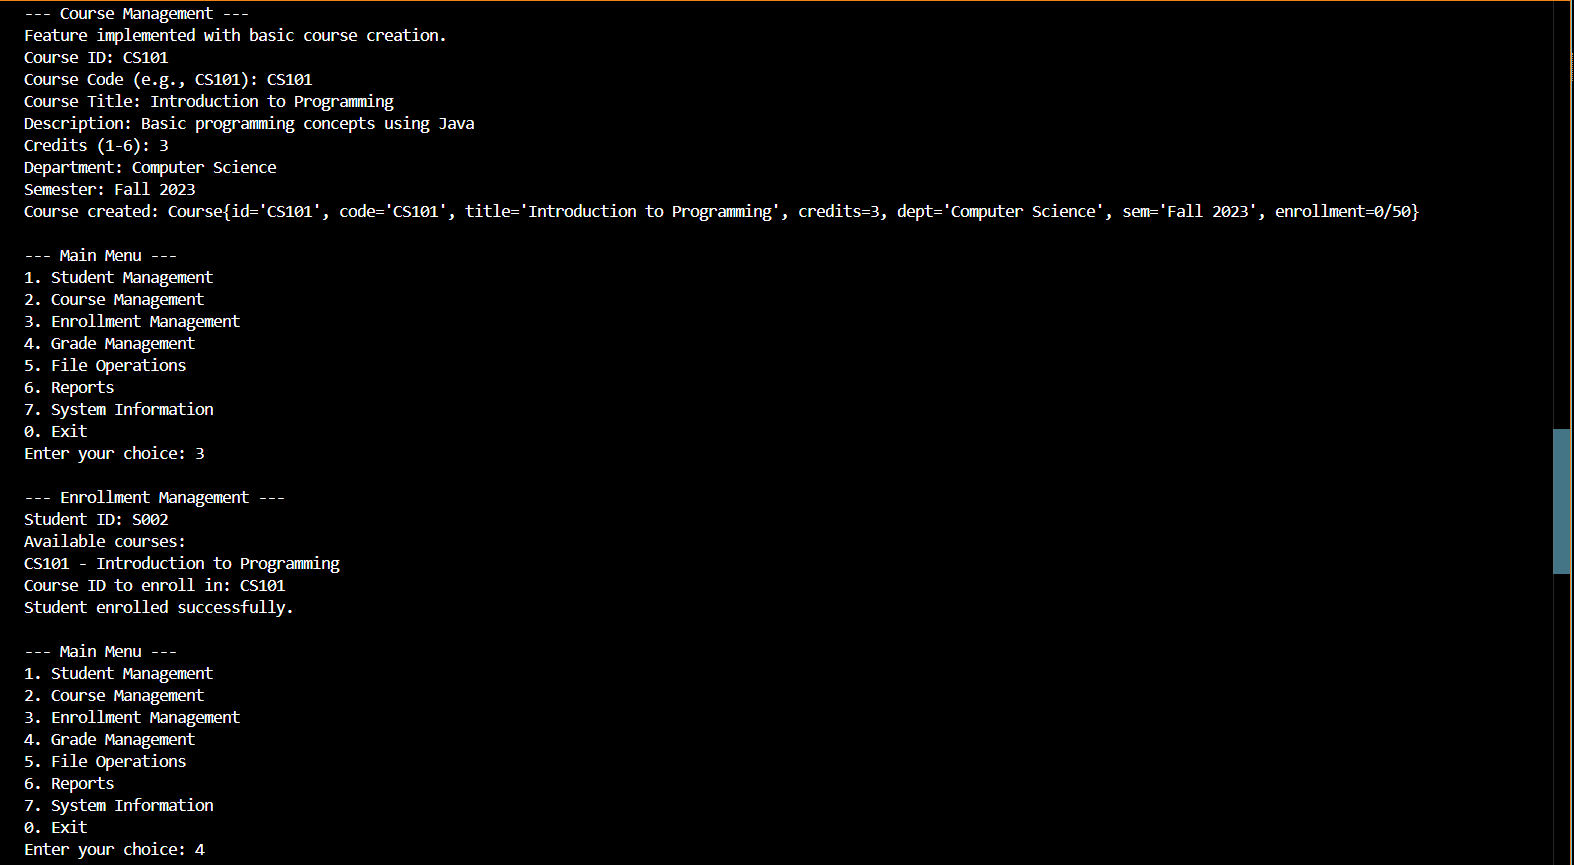 --- Course Management ---
Feature implemented with basic course creation.
Course ID: CS101
Course Code (e.g., CS101): CS101
Course Title: Introduction to Programming
Description: Basic programming concepts using Java
Credits (1-6): 3
Department: Computer Science
Semester: Fall 2023
Course created: Course{id='CS101', code='CS101', title='Introduction to Programming', credits=3, dept='Computer Science', sem='Fall 2023', enrollment=0/50}

--- Main Menu ---
1. Student Management
2. Course Management
3. Enrollment Management
4. Grade Management
5. File Operations
6. Reports
7. System Information
0. Exit
Enter your choice: 3

--- Enrollment Management ---
Student ID: S002
Available courses:
CS101 - Introduction to Programming
Course ID to enroll in: CS101
Student enrolled successfully.

--- Main Menu ---
1. Student Management
2. Course Management
3. Enrollment Management
4. Grade Management
5. File Operations
6. Reports
7. System Information
0. Exit
Enter your choice: 4